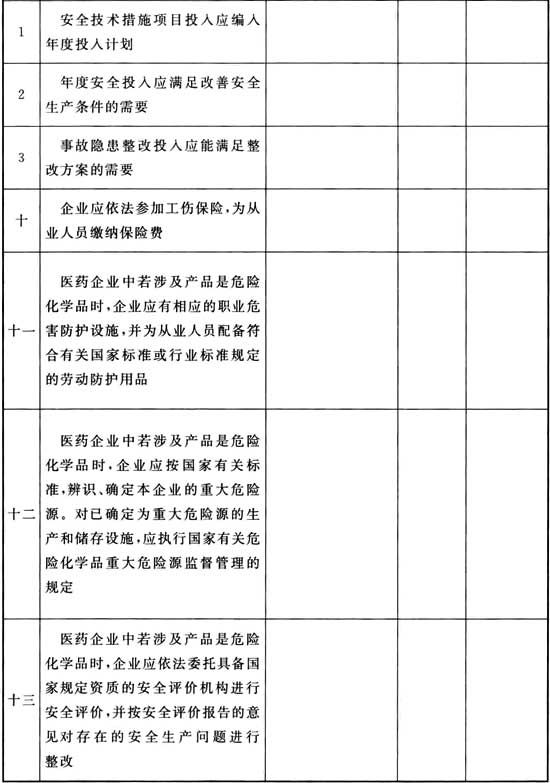 1
安全技术措施项目投入应编入
年度投入计划
2
年度安全投入应满足改善安全
生产条件的需要
3
事故隐患整改投入应能满足整
改方案的需要
十
企业应依法参加工伤保险,为从
业人员缴纳保险费
十一
医药企业中若涉及产品是危险
化学品时,企业应有相应的职业危
害防护设施,并为从业人员配备符
合有关国家标准或行业标准规定
的劳动防护用品
十二
医药企业中若涉及产品是危险
化学品时,企业应按国家有关标
准,辨识、确定本企业的重大危险
源。对已确定为重大危险源的生
产和储存设施,应执行国家有关危
险化学品重大危险源监督管理的
规定
十三
医药企业中若涉及产品是危险
化学品时,企业应依法委托具备国
家规定资质的安全评价机构进行
安全评价,并按安全评价报告的意
见对存在的安全生产问题进行
整改